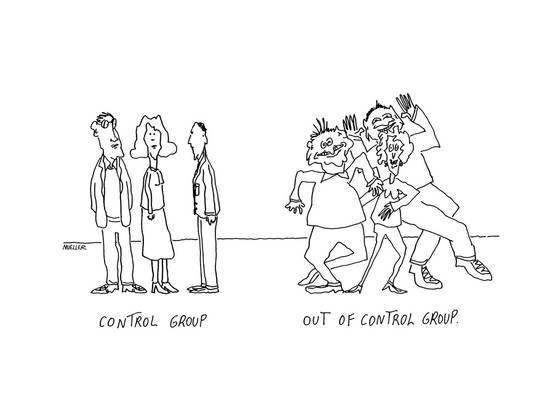 MUELLER
CONTROL GROUP
OUT OF CONTROL GROUP.